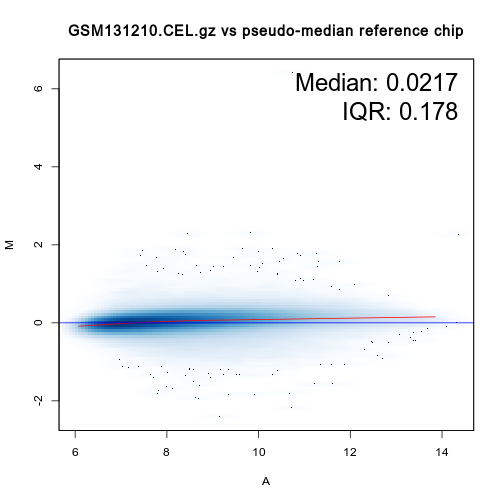 GSM131210.CEL.gz vs pseudo-median reference chip
Median: 0.0217
IQR: 0.178
6
4
2
0
-2
M
6 8 10 12 14
A